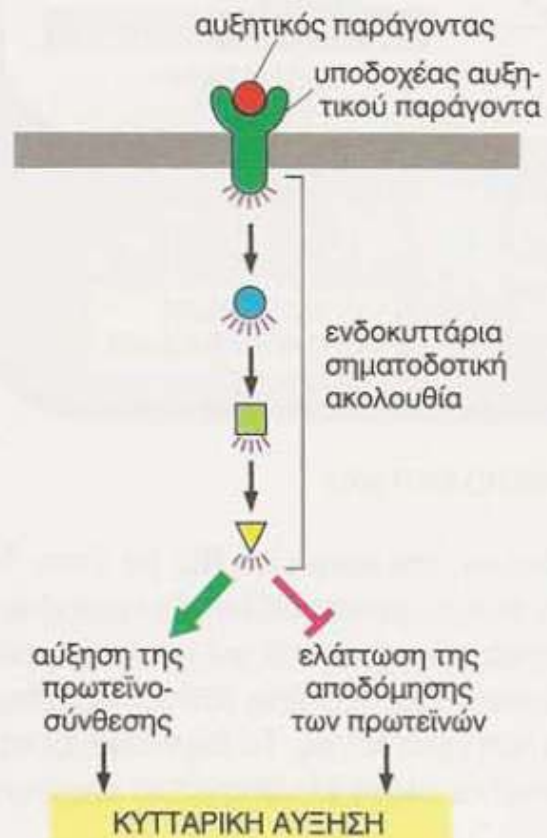 αυξητικός παράγοντας
υποδοχέας αυξη-
τικού παράγοντα
ενδοκυττάρια
σηματοδοτική
ακολουθία
αύξηση της
πρωτεϊνο-
σύνθεσης
ελάττωση της
αποδόμησης
των πρωτεϊνών
ΚΥΤΤΑΡΙΚΗ ΑΥΞΗΣΗ